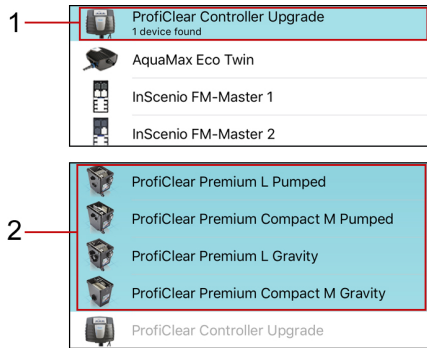 1
ProfiClear Controller Upgrade
1 device found
AquaMax Eco Twin
InScenio FM-Master 1
InScenio FM-Master 2
2
ProfiClear Premium L Pumped
ProfiClear Premium Compact M Pumped
ProfiClear Premium L Gravity
ProfiClear Premium Compact M Gravity
ProfiClear Controller Upgrade